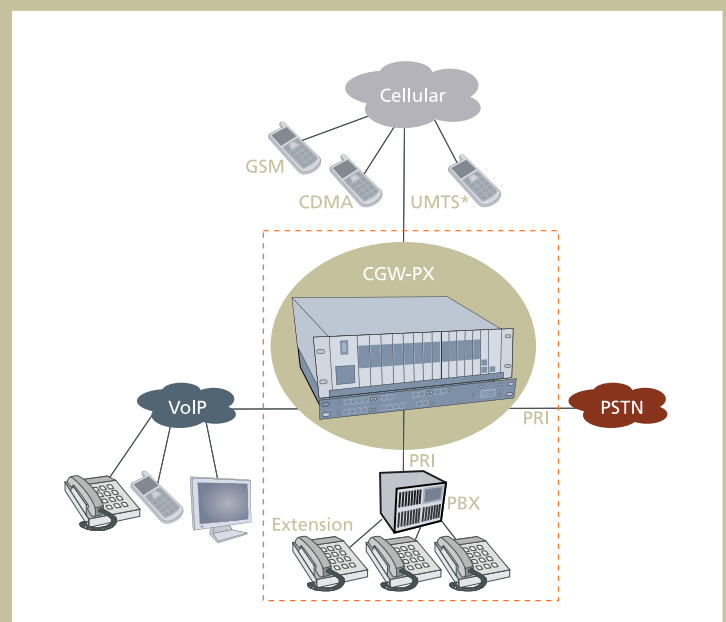 Cellular
GSM
CDMA
UMTS*
CGW-PX
VoIP
PSTN
PRI
PRI
PBX
Extension